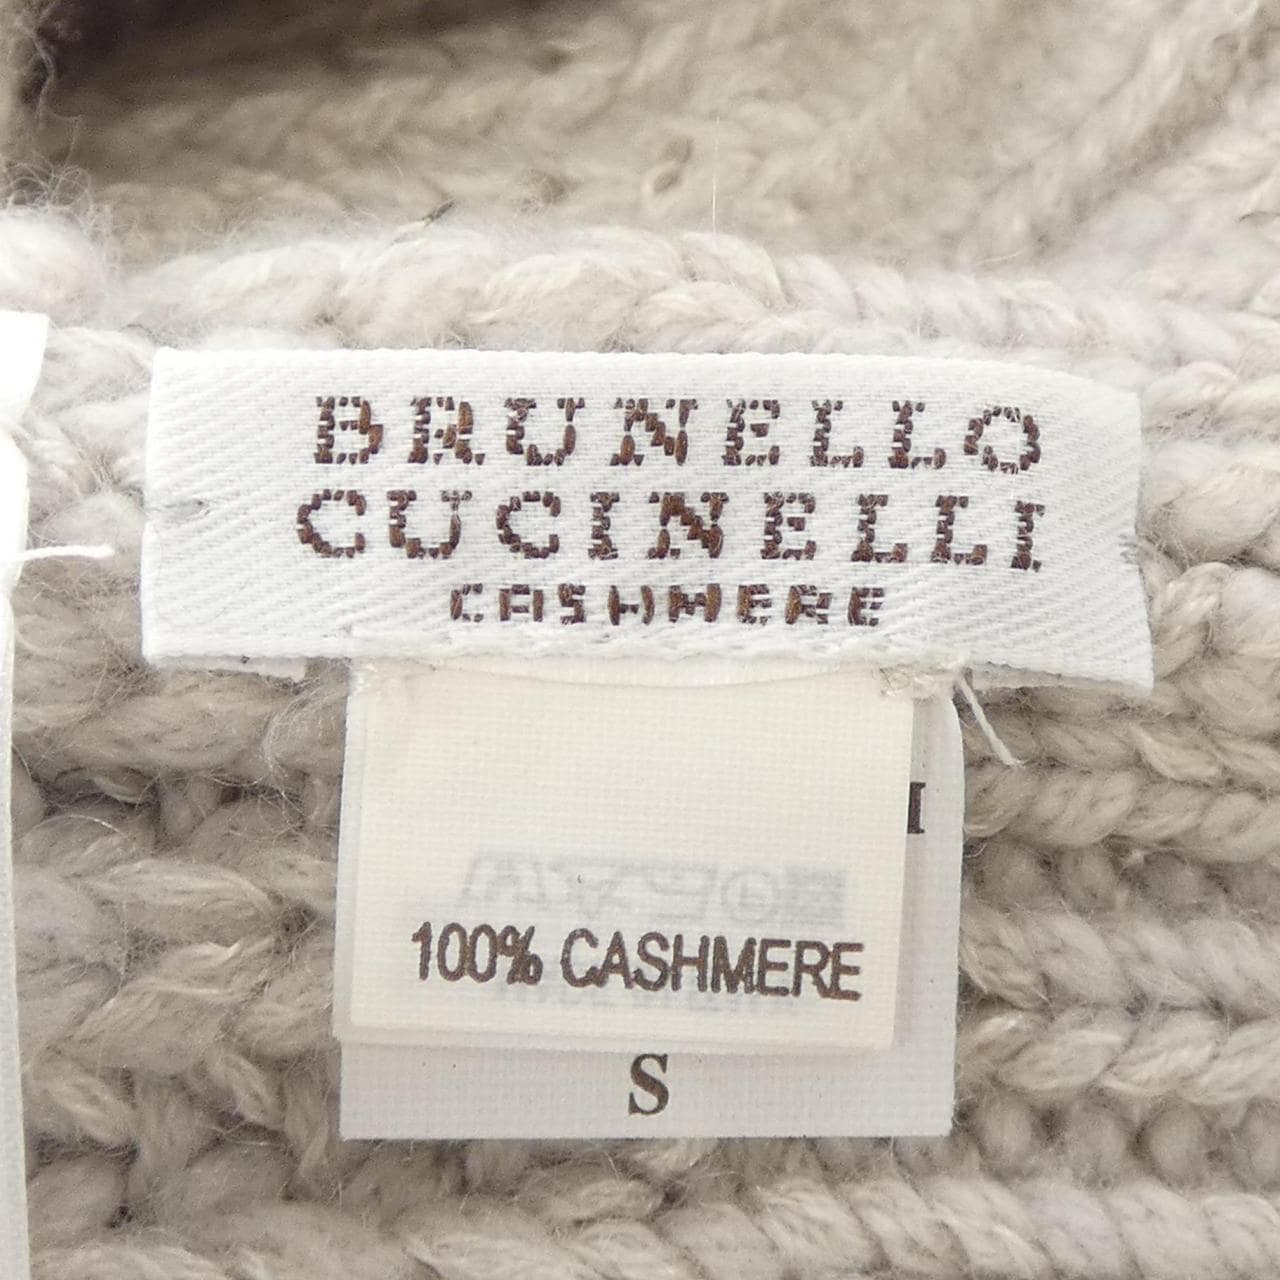 BRUNELLO
CUCINELLI
CASHMERE
100% CASHMERE
S